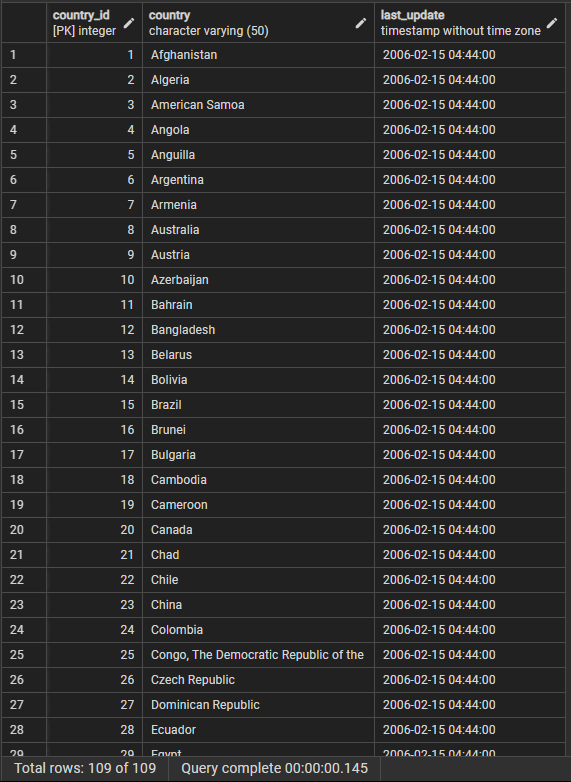 country_id country last_update
[PK] integer character varying (50) timestamp without time zone
1 1 Afghanistan 2006-02-15 04:44:00
2 2 Algeria 2006-02-15 04:44:00
3 3 American Samoa 2006-02-15 04:44:00
4 4 Angola 2006-02-15 04:44:00
5 5 Anguilla 2006-02-15 04:44:00
6 6 Argentina 2006-02-15 04:44:00
7 7 Armenia 2006-02-15 04:44:00
8 8 Australia 2006-02-15 04:44:00
9 9 Austria 2006-02-15 04:44:00
10 10 Azerbaijan 2006-02-15 04:44:00
11 11 Bahrain 2006-02-15 04:44:00
12 12 Bangladesh 2006-02-15 04:44:00
13 13 Belarus 2006-02-15 04:44:00
14 14 Bolivia 2006-02-15 04:44:00
15 15 Brazil 2006-02-15 04:44:00
16 16 Brunei 2006-02-15 04:44:00
17 17 Bulgaria 2006-02-15 04:44:00
18 18 Cambodia 2006-02-15 04:44:00
19 19 Cameroon 2006-02-15 04:44:00
20 20 Canada 2006-02-15 04:44:00
21 21 Chad 2006-02-15 04:44:00
22 22 Chile 2006-02-15 04:44:00
23 23 China 2006-02-15 04:44:00
24 24 Colombia 2006-02-15 04:44:00
25 25 Congo, The Democratic Republic of the 2006-02-15 04:44:00
26 26 Czech Republic 2006-02-15 04:44:00
27 27 Dominican Republic 2006-02-15 04:44:00
28 28 Ecuador 2006-02-15 04:44:00
29 29 Egypt 2006-02-15 04:44:00
Total rows: 109 of 109 Query complete 00:00:00.145